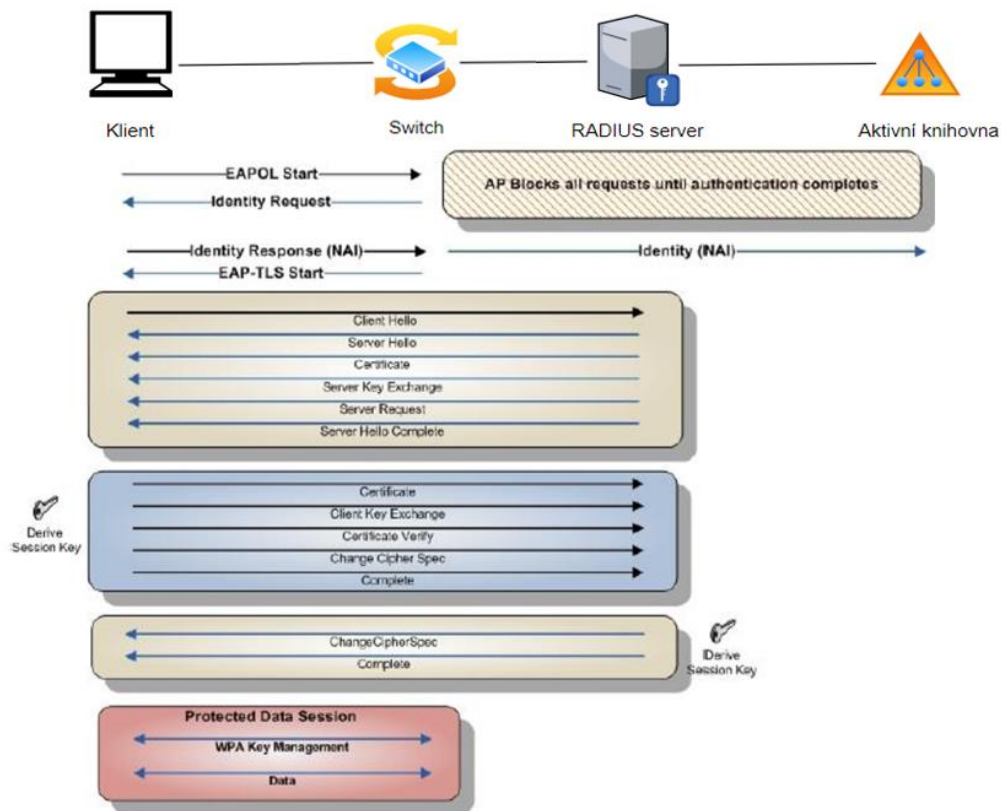 Klient
Switch
RADIUS server
Aktivní knihovna
EAPOL Start
AP Blocks all requests until authentication completes
Identity Request
Identity Response (NAI)
Identity (NAI)
EAP-TLS Start
Client Hello
Server Hello
Certificate
Server Key Exchange
Server Request
Server Hello Complete
Derive
Session Key
Certificate
Client Key Exchange
Certificate Verify
Change Cipher Spec
Complete
ChangeCipherSpec
Complete
Derive
Session Key
Protected Data Session
WPA Key Management
Data